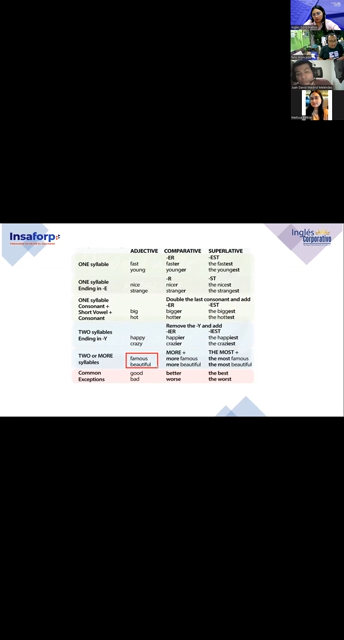 Insaforp
Inglés
Corporativo
ADJECTIVE COMPARATIVE SUPERLATIVE
-ER -EST
ONE syllable fast faster the fastest
young younger the youngest
-R -ST
ONE syllable nice nicer the nicest
Ending in -E strange stranger the strangest
ONE syllable Double the last consonant and add
Consonant + -ER -EST
Short Vowel + big bigger the biggest
Consonant hot hotter the hottest
Remove the -Y and add
TWO syllables -IER -IEST
Ending in -Y happy happier the happiest
crazy crazier the craziest
TWO or MORE MORE + THE MOST +
syllables famous more famous the most famous
beautiful more beautiful the most beautiful
Common good better the best
Exceptions bad worse the worst